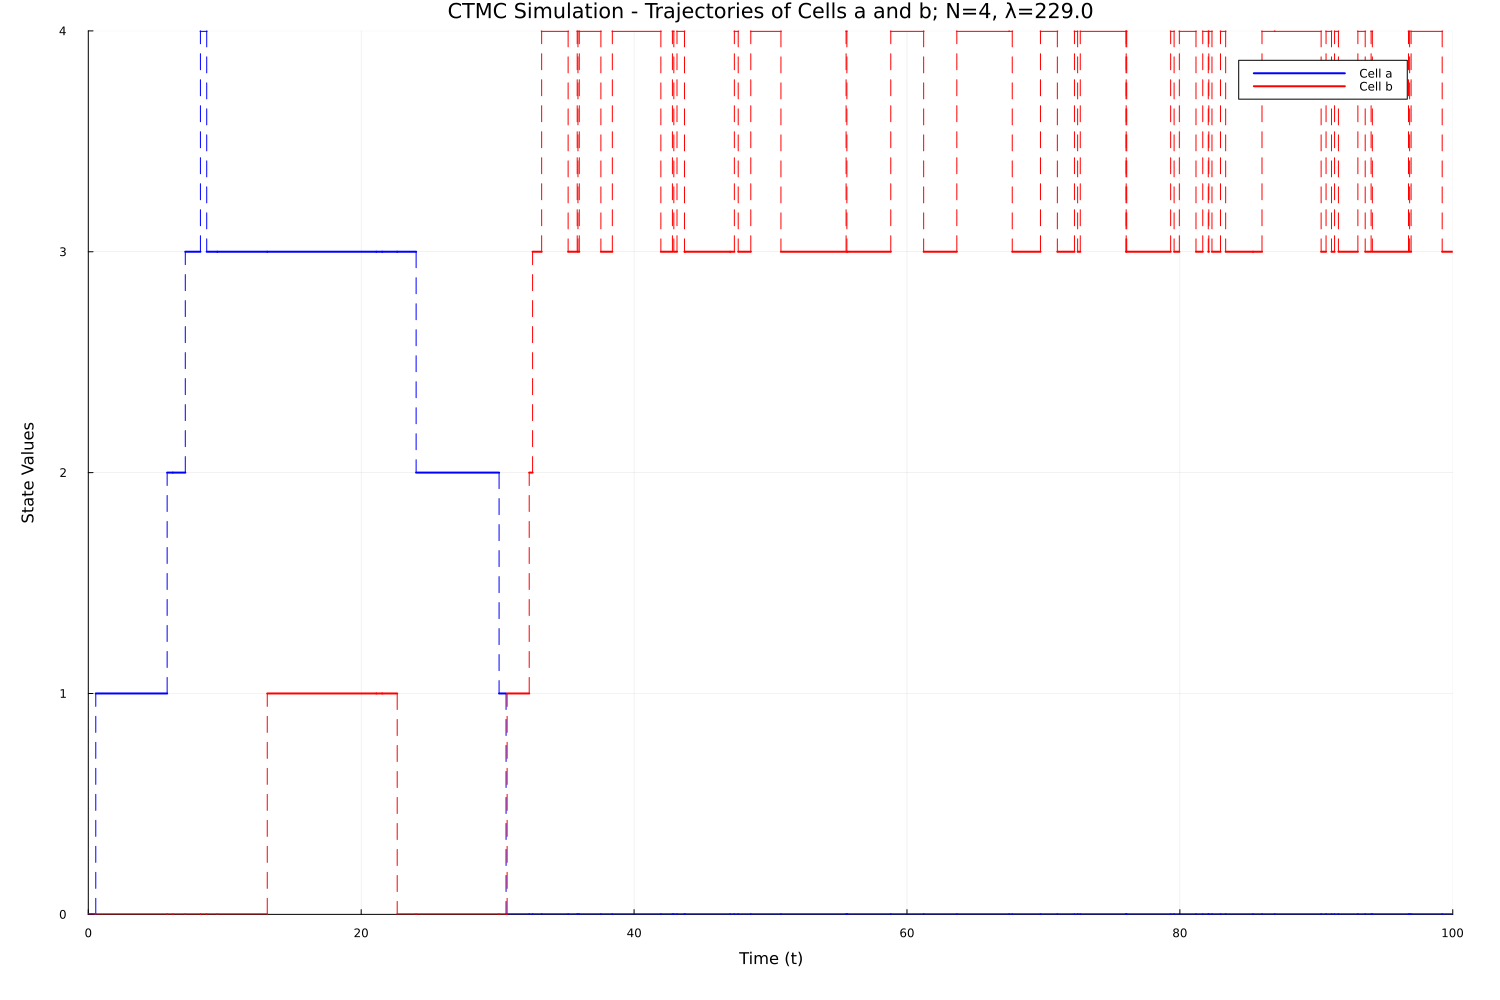 CTMC Simulation - Trajectories of Cells a and b; N=4, λ=229.0
4
Cell a
Cell b
3
State Values
2
1
0
0 20 40 60 80 100
Time (t)